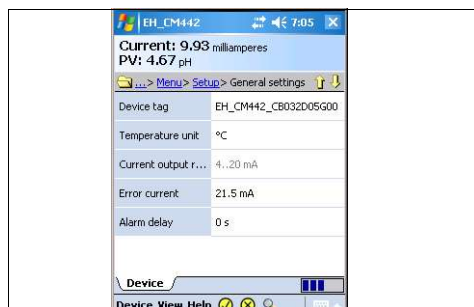 EH_CM442 7:05
Current: 9.93 milliamperes
PV: 4.67 pH
...> Menu> Setup> General settings
Device tag EH_CM442_CB032D05G00
Temperature unit °C
Current output r... 4..20 mA
Error current 21.5 mA
Alarm delay 0 s
Device
Device View Help